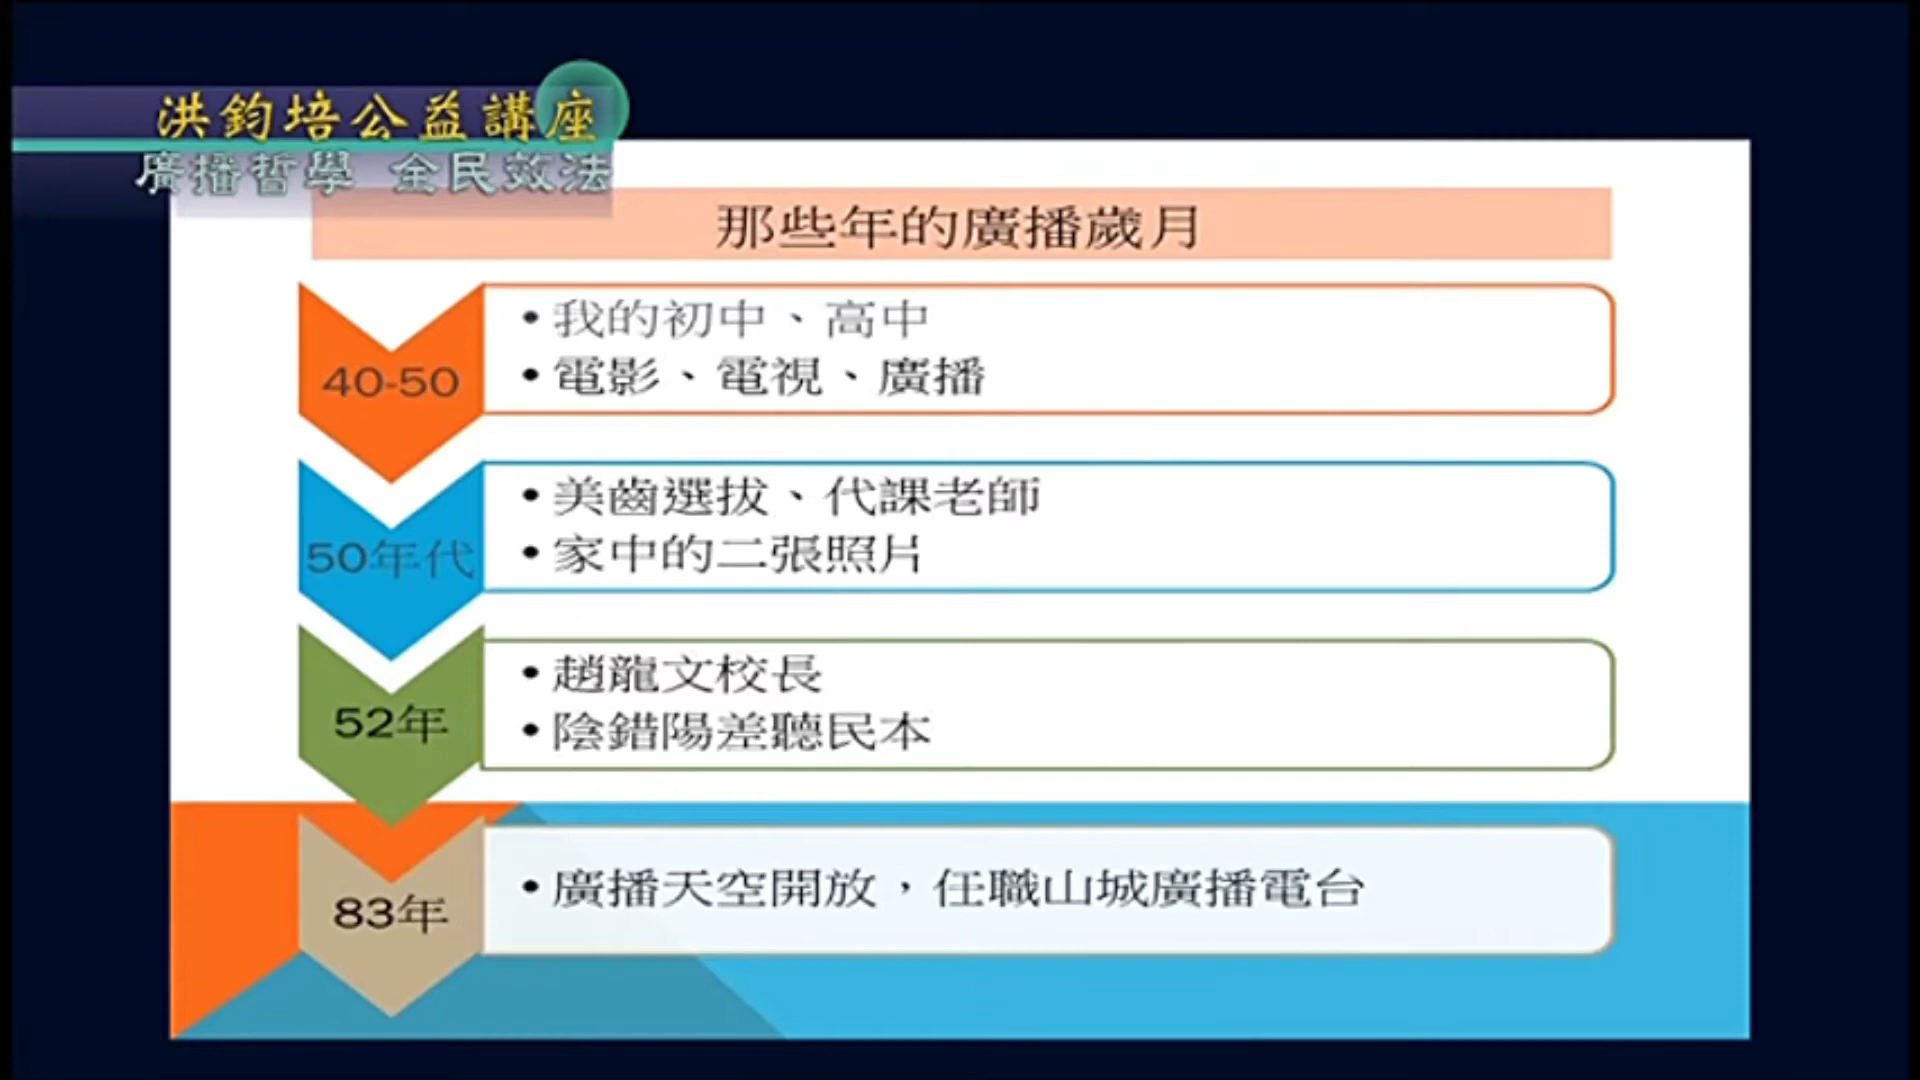 洪鈞培公益講座
廣播哲學 全民效法
那些年的廣播歲月
40-50
•我的初中、高中
•電影、電視、廣播
50年代
•美齒選拔、代課老師
•家中的二張照片
52年
•趙龍文校長
•陰錯陽差聽民本
83年
•廣播天空開放，任職山城廣播電台